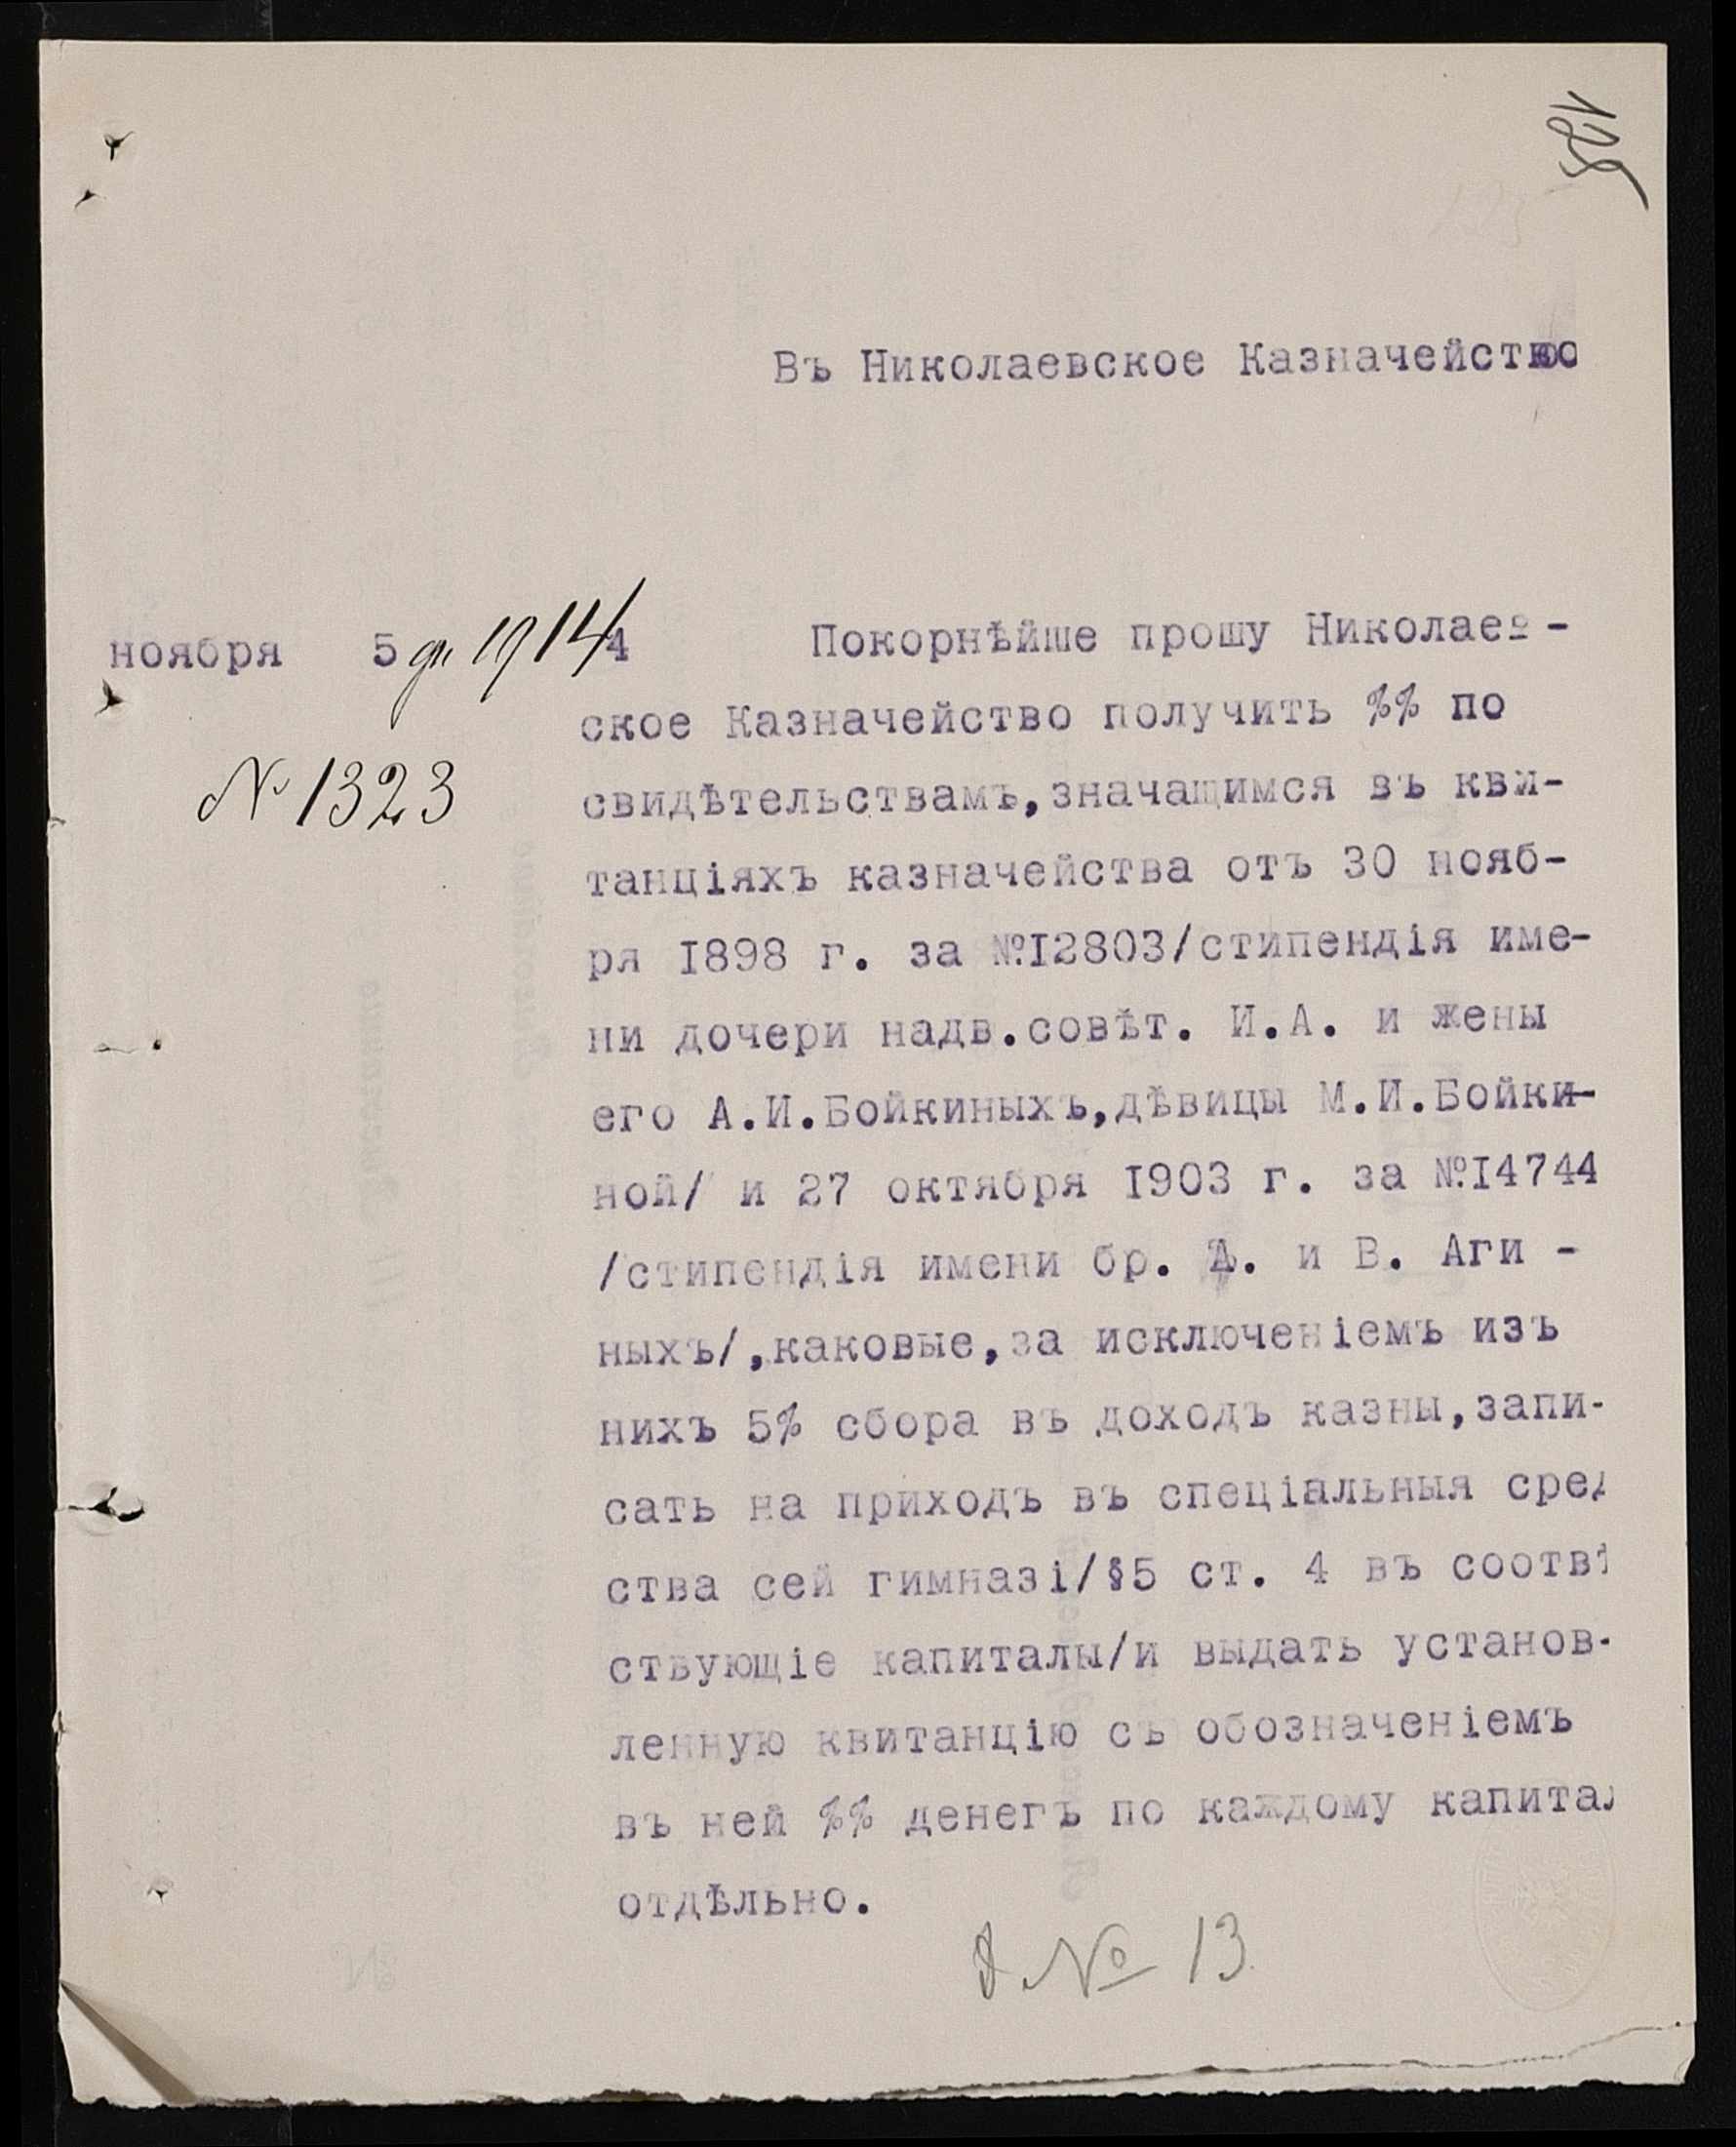 125
Въ Николаевское Казначейство
ноября 5 дн 1914 4
№ 1323
Покорнѣйше прошу Николаев-
ское Казначейство получить %% по
свидѣтельствамъ,значащимся въ кви-
танціяхъ казначейства отъ 30 нояб-
ря 1898 г. за №12803/стипендія име-
ни дочери надв.совѣт. И.А. и жены
его А.И.Бойкиныхъ,дѣвицы М.И.Бойки-
ной/ и 27 октября 1903 г. за №14744
/стипендія имени бр. и В. Аги -
ныхъ/,каковые,за исключеніемъ изъ
нихъ 5% сбора въ доходъ казны,запи-
сать на приходъ въ спеціальныя сред
ства сей гимназі/§5 ст. 4 въ соотвѣ
ствующіе капиталы/и выдать установ-
ленную квитанцію съ обозначеніемъ
въ ней %% денегъ по каждому капитал
отдѣльно.
№ 13